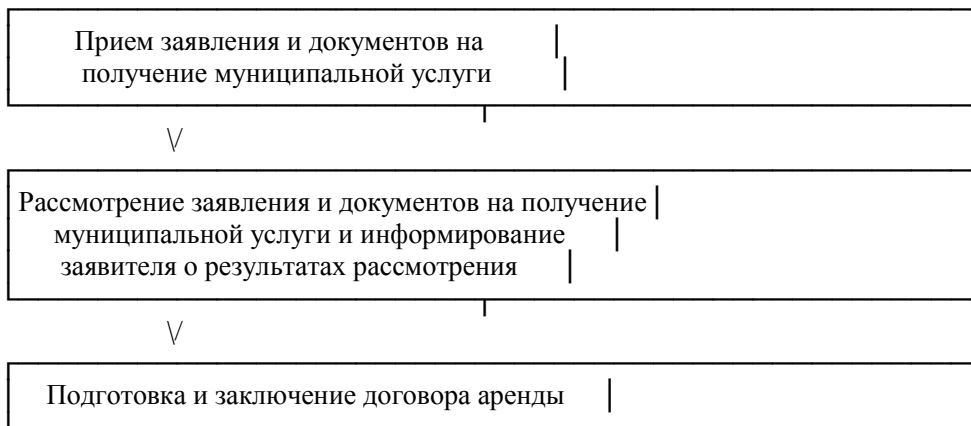 Прием заявления и документов на
получение муниципальной услуги
\/
Рассмотрение заявления и документов на получение
муниципальной услуги и информирование
заявителя о результатах рассмотрения
\/
Подготовка и заключение договора аренды